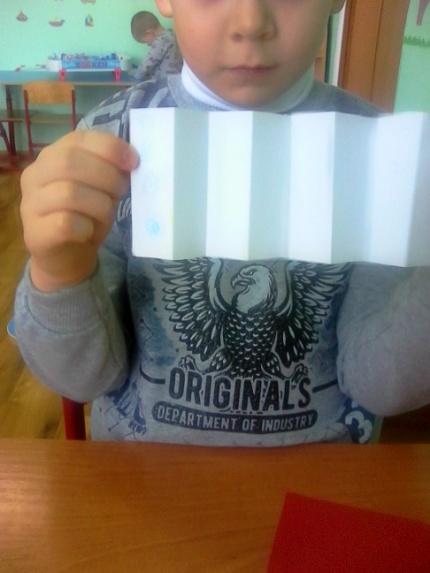 ORIGINALS
DEPARTMENT OF INDUSTRY